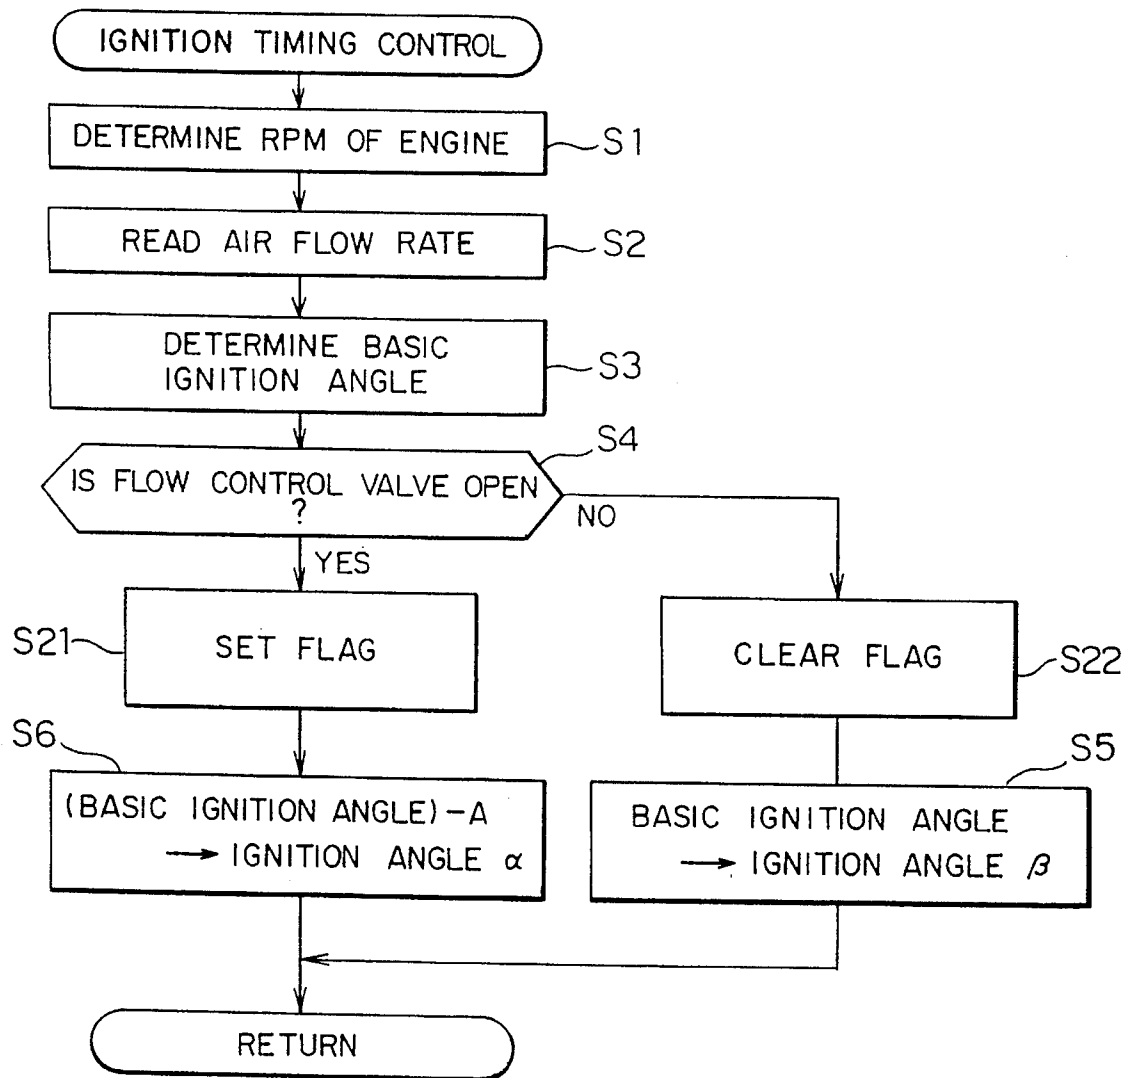 IGNITION TIMING CONTROL
DETERMINE RPM OF ENGINE
S1
READ AIR FLOW RATE
S2
DETERMINE BASIC
IGNITION ANGLE
S3
S4
IS FLOW CONTROL VALVE OPEN
?
NO
YES
S21
SET FLAG
CLEAR FLAG
S22
S6
(BASIC IGNITION ANGLE)-A
→ IGNITION ANGLE α
S5
BASIC IGNITION ANGLE
→ IGNITION ANGLE β
RETURN